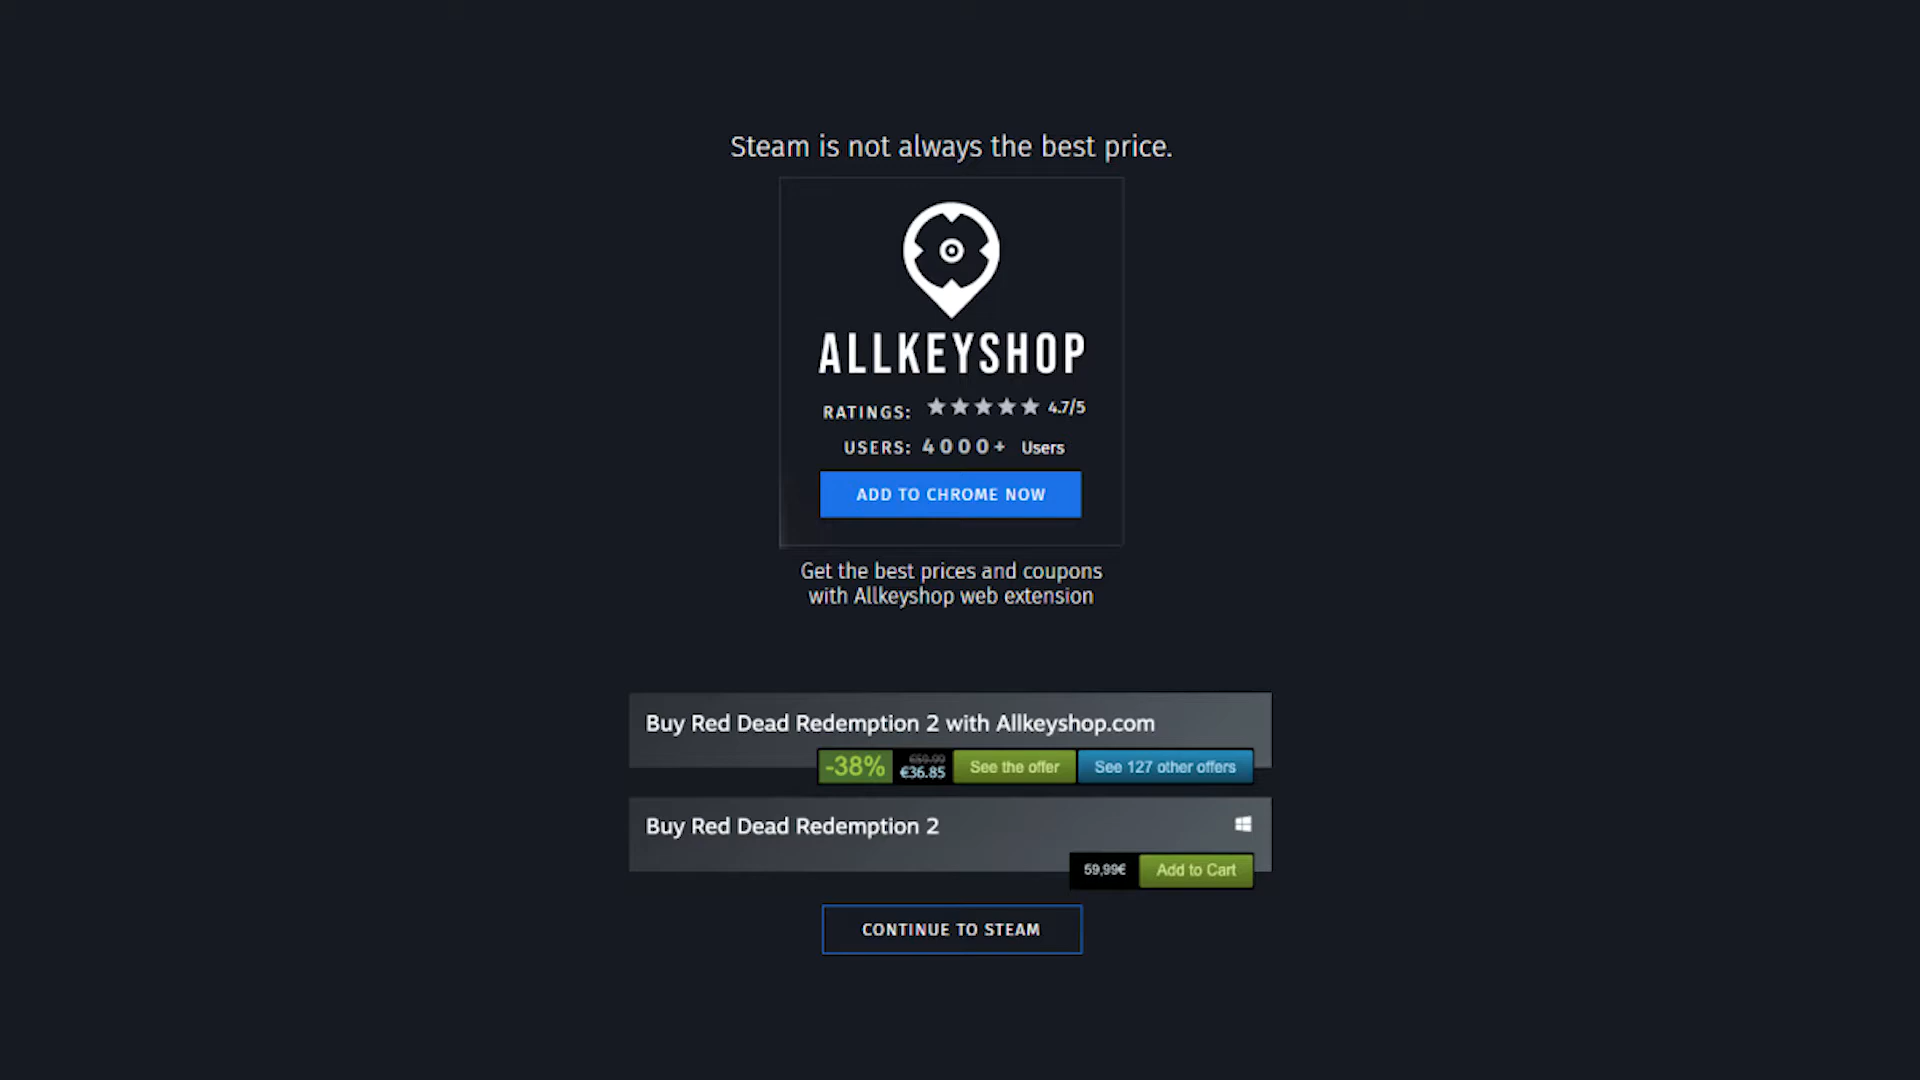 Steam is not always the best price.
ALLKEYSHOP
RATINGS: 4.7/5
USERS: 4000+ Users
ADD TO CHROME NOW
Get the best prices and coupons
with Allkeyshop web extension
Buy Red Dead Redemption 2 with Allkeyshop.com
-38% €59.99 €36.85 See the offer See 127 other offers
Buy Red Dead Redemption 2
59,99€ Add to Cart
CONTINUE TO STEAM